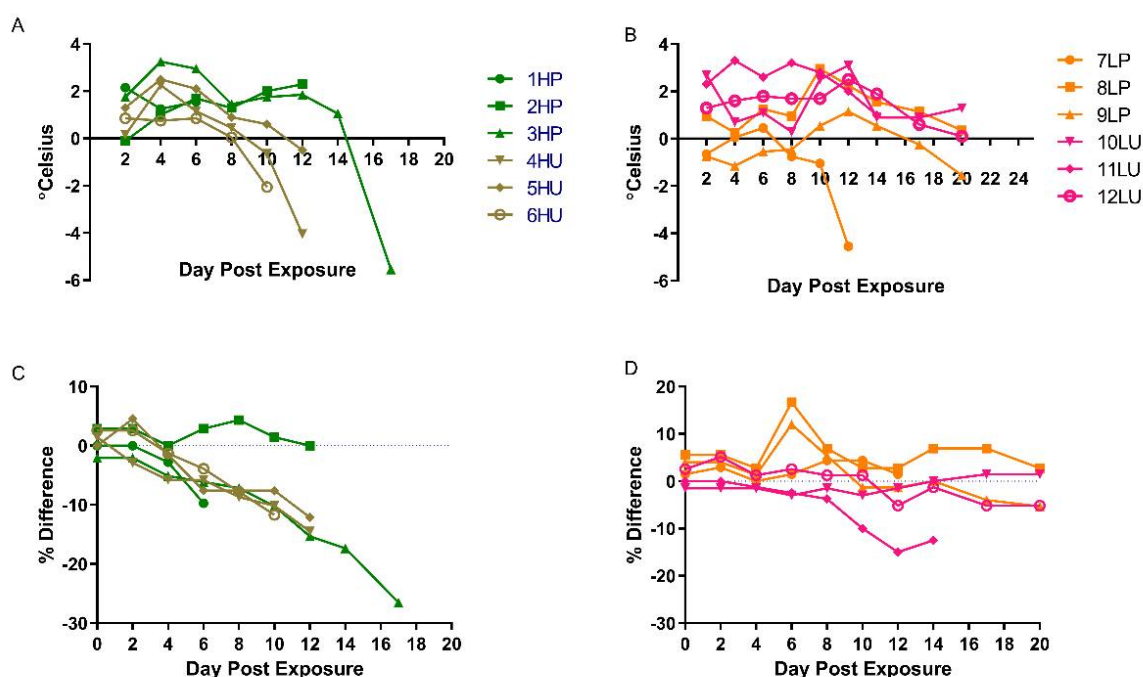 A
4
2
0
-2
-4
-6
2 4 6 8 10 12 14 16 18 20
°Celsius
Day Post Exposure
1HP
2HP
3HP
4HU
5HU
6HU
B
4
2
0
-2
-4
-6
2 4 6 8 10 12 14 16 18 20 22 24
°Celsius
Day Post Exposure
7LP
8LP
9LP
10LU
11LU
12LU
C
10
0
-10
-20
-30
0 2 4 6 8 10 12 14 16 18 20
% Difference
Day Post Exposure
D
20
10
0
-10
-20
-30
0 2 4 6 8 10 12 14 16 18 20
% Difference
Day Post Exposure